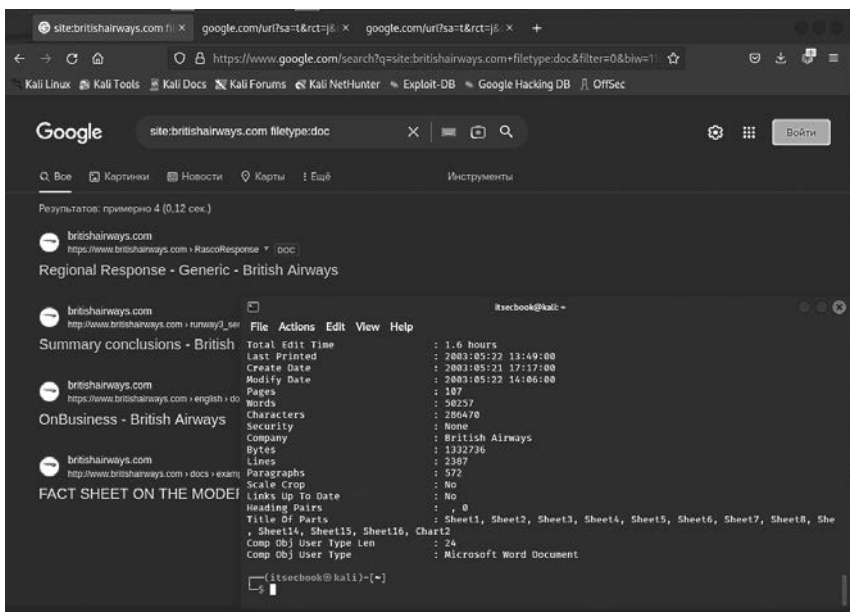 site:britishairways.com fil ×
google.com/url?sa=t&rct=j& ×
google.com/url?sa=t&rct=j& ×
https://www.google.com/search?q=site:britishairways.com+filetype:doc&filter=0&biw=1
Kali Linux Kali Tools Kali Docs Kali Forums Kali NetHunter Exploit-DB Google Hacking DB OffSec
Google
site:britishairways.com filetype:doc
Войти
Все Картинки Новости Карты Ещё Инструменты
Результатов: примерно 4 (0,12 сек.)
britishairways.com
https://www.britishairways.com › RascoResponse DOC
Regional Response - Generic - British Airways
britishairways.com
http://www.britishairways.com › runway3_se
Summary conclusions - British
britishairways.com
https://www.britishairways.com › english › do
OnBusiness - British Airways
britishairways.com
http://www.britishairways.com › docs › examp
FACT SHEET ON THE MODE
itsecbook@kali: ~
File Actions Edit View Help
Total Edit Time : 1.6 hours
Last Printed : 2003:05:22 13:49:00
Create Date : 2003:05:21 17:17:00
Modify Date : 2003:05:22 14:06:00
Pages : 107
Words : 50257
Characters : 286470
Security : None
Company : British Airways
Bytes : 1332736
Lines : 2387
Paragraphs : 572
Scale Crop : No
Links Up To Date : No
Heading Pairs : , 0
Title Of Parts : Sheet1, Sheet2, Sheet3, Sheet4, Sheet5, Sheet6, Sheet7, Sheet8, She
, Sheet14, Sheet15, Sheet16, Chart2
Comp Obj User Type Len : 24
Comp Obj User Type : Microsoft Word Document
(itsecbook㉿kali)-[~]
$